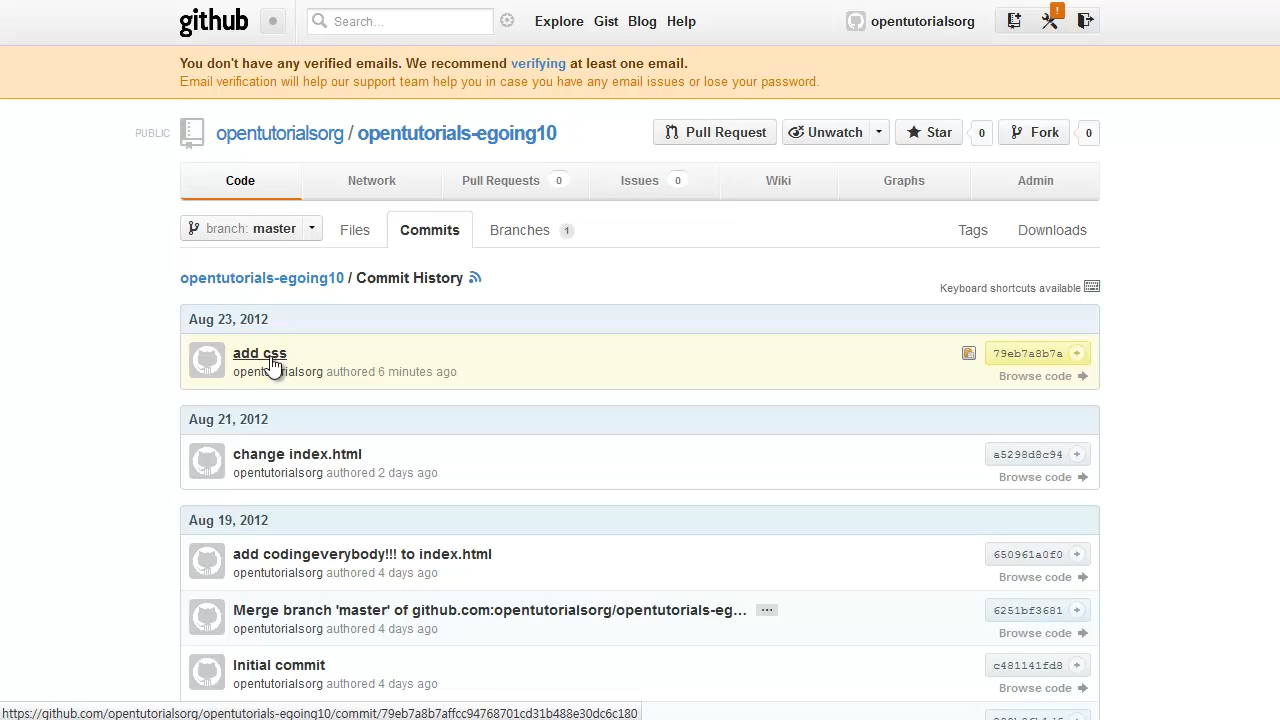 github
Search...
Explore Gist Blog Help
opentutorialsorg
!
You don't have any verified emails. We recommend verifying at least one email.
Email verification will help our support team help you in case you have any email issues or lose your password.
PUBLIC
opentutorialsorg / opentutorials-egoing10
Pull Request
Unwatch
Star 0
Fork 0
Code
Network
Pull Requests 0
Issues 0
Wiki
Graphs
Admin
branch: master
Files
Commits
Branches 1
Tags
Downloads
opentutorials-egoing10 / Commit History
Keyboard shortcuts available
Aug 23, 2012
add css
79eb7a8b7a
opentutorialsorg authored 6 minutes ago
Browse code
Aug 21, 2012
change index.html
a5298d8c94
opentutorialsorg authored 2 days ago
Browse code
Aug 19, 2012
add codingeverybody!!! to index.html
650961a0f0
opentutorialsorg authored 4 days ago
Browse code
Merge branch 'master' of github.com:opentutorialsorg/opentutorials-eg... ...
6251bf3681
opentutorialsorg authored 4 days ago
Browse code
Initial commit
c481141fd8
opentutorialsorg authored 4 days ago
Browse code
https://github.com/opentutorialsorg/opentutorials-egoing10/commit/79eb7a8b7affcc94768701cd31b488e30dc6c180